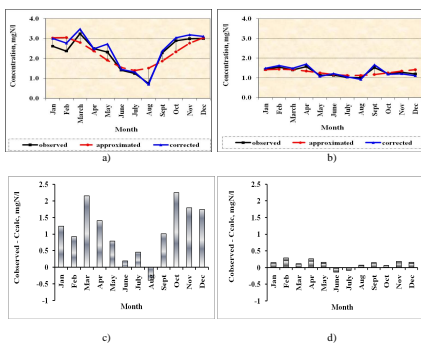 4.0
3.0
2.0
1.0
0.0
Concentration, mgN/l
Jan
Feb
March
Apr
May
June
July
Aug
Sept
Oct
Nov
Dec
Month
observed approximated corrected
a)
4.0
3.0
2.0
1.0
0.0
Concentration, mgN/l
Jan
Feb
March
Apr
May
June
July
Aug
Sept
Oct
Nov
Dec
Month
observed approximated corrected
b)
2.5
2
1.5
1
0.5
0
-0.5
-1
Cobserved - Ccalc, mgN/l
Jan
Feb
Mar
Apr
May
June
July
Aug
Sept
Oct
Nov
Dec
Month
c)
2.5
2
1.5
1
0.5
0
-0.5
-1
Cobserved - Ccalc, mgN/l
Jan
Feb
Mar
Apr
May
June
July
Aug
Sept
Oct
Nov
Dec
Month
d)